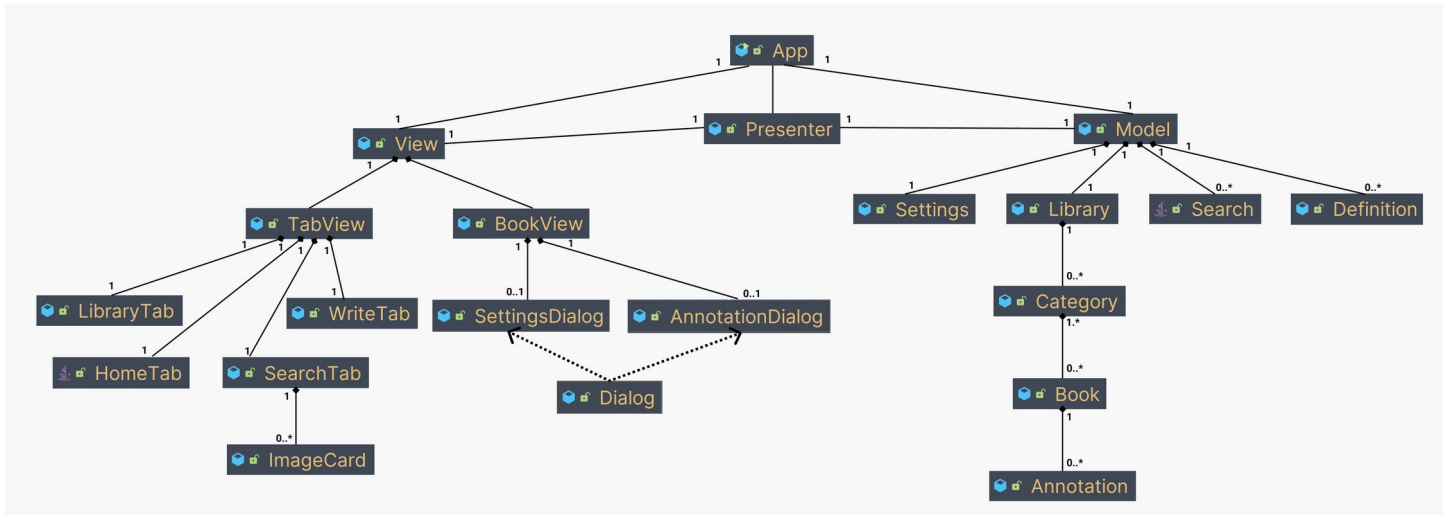 App
1 1
1 1
View 1 1 Presenter 1 1 Model
1 1 1 1 1
1 1 0..* 0..*
TabView BookView Settings Library Search Definition
1 1 1 1 1 1 1
1 1 0..1 0..1 0..*
LibraryTab WriteTab SettingsDialog AnnotationDialog Category
1.*
1 1
HomeTab SearchTab 0..*
1 Dialog Book
1
0..* 0..*
ImageCard Annotation